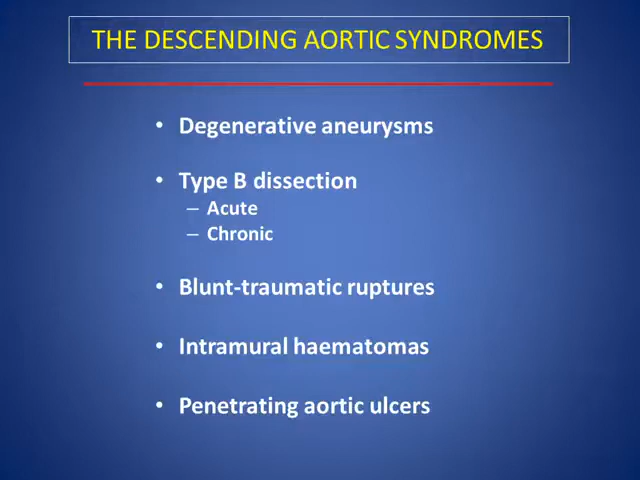 THE DESCENDING AORTIC SYNDROMES
• Degenerative aneurysms
• Type B dissection
– Acute
– Chronic
• Blunt-traumatic ruptures
• Intramural haematomas
• Penetrating aortic ulcers